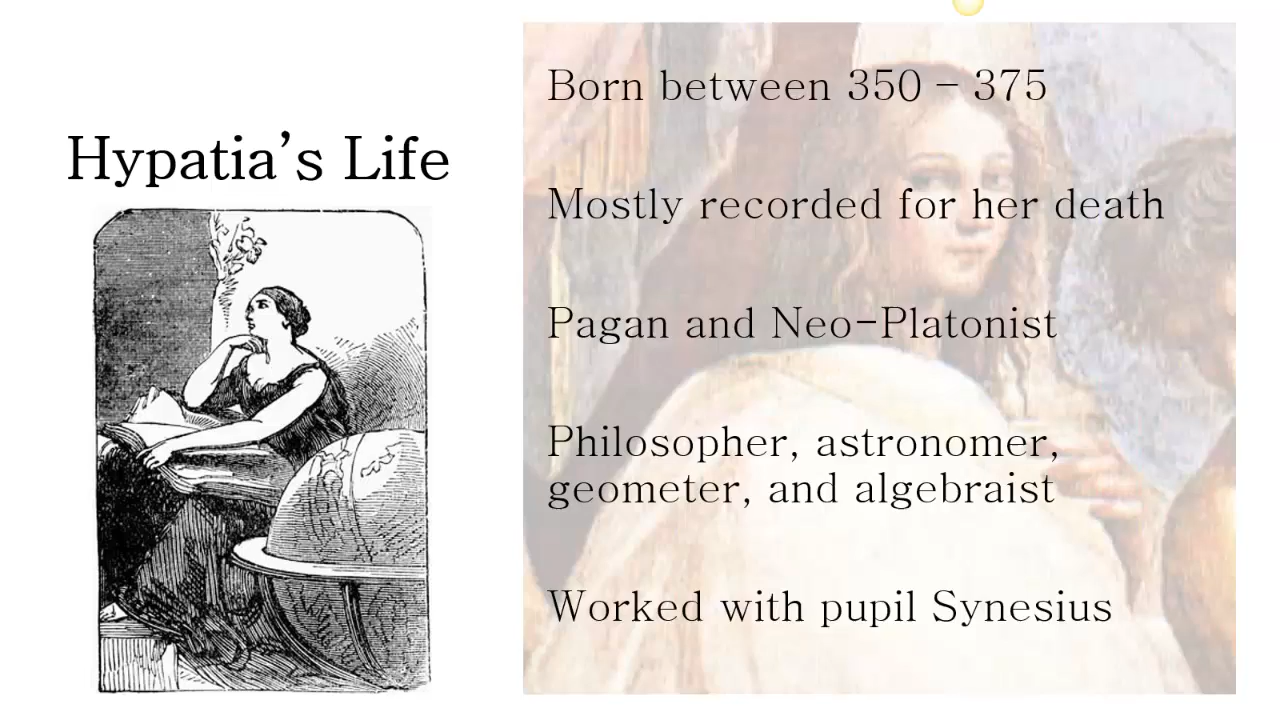 Hypatia’s Life
Born between 350 – 375
Mostly recorded for her death
Pagan and Neo-Platonist
Philosopher, astronomer,
geometer, and algebraist
Worked with pupil Synesius